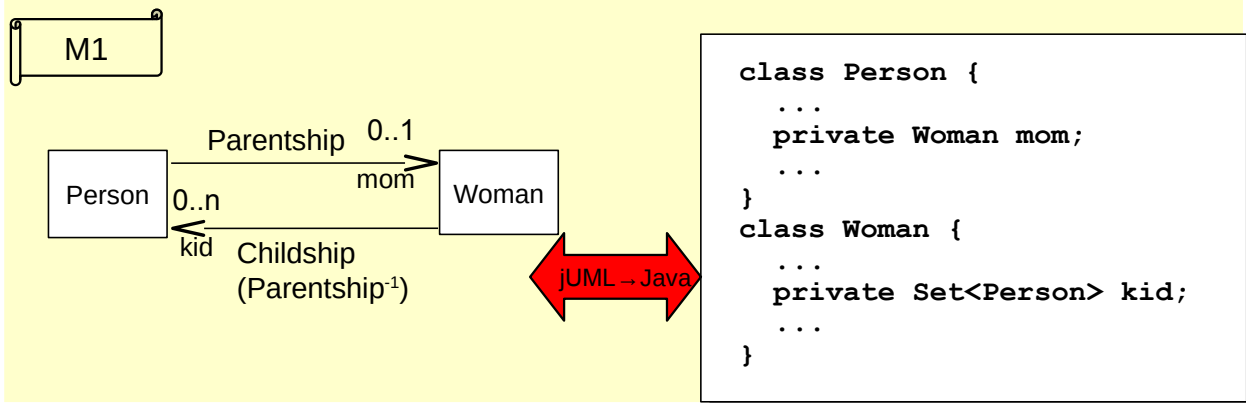 M1
Parentship
0..1
mom
Person
Woman
0..n
kid
Childship
(Parentship-1)
jUML→Java
class Person {
...
private Woman mom;
...
}
class Woman {
...
private Set<Person> kid;
...
}